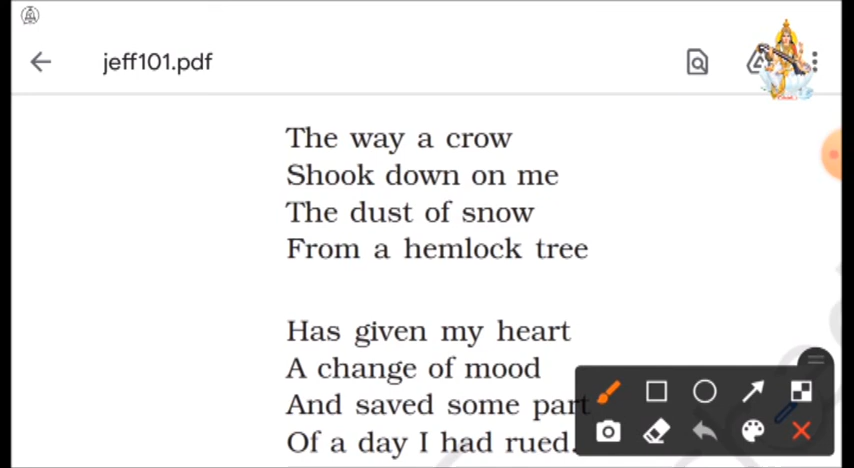 jeff101.pdf
The way a crow
Shook down on me
The dust of snow
From a hemlock tree
Has given my heart
A change of mood
And saved some part
Of a day I had rued.